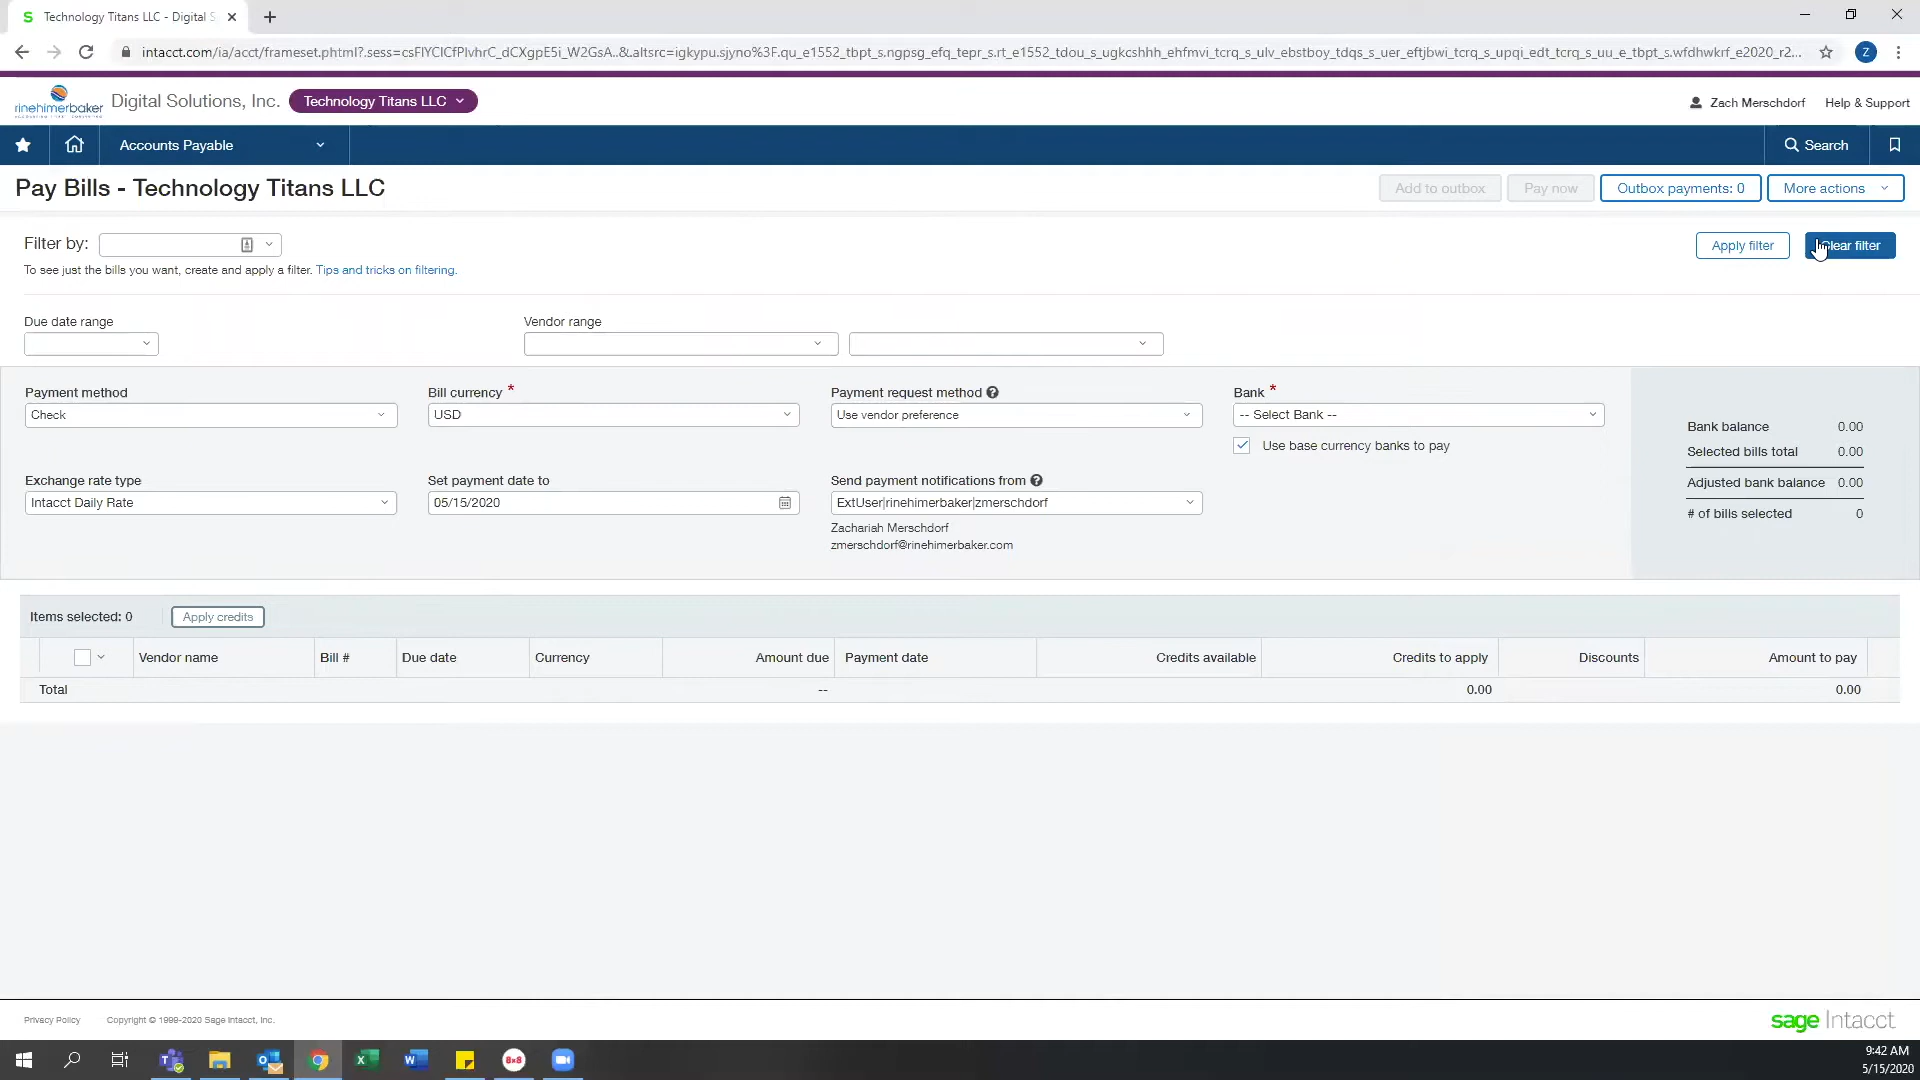 Technology Titans LLC - Digital S
intacct.com/ia/acct/frameset.phtml?.sess=
Z
rinehimerbaker
Digital Solutions, Inc.
Technology Titans LLC
Zach Merschdorf
Help & Support
Accounts Payable
Search
Pay Bills - Technology Titans LLC
Add to outbox
Pay now
Outbox payments: 0
More actions
Filter by:
Apply filter
Clear filter
To see just the bills you want, create and apply a filter. Tips and tricks on filtering.
Due date range
Vendor range
Payment method
Bill currency *
Payment request method
Bank *
Check
USD
Use vendor preference
-- Select Bank --
Bank balance 0.00
Use base currency banks to pay
Selected bills total 0.00
Exchange rate type
Set payment date to
Send payment notifications from
Adjusted bank balance 0.00
Intacct Daily Rate
05/15/2020
ExtUser|rinehimerbaker|zmerschdorf
# of bills selected 0
Zachariah Merschdorf
zmerschdorf@rinehimerbaker.com
Items selected: 0
Apply credits
Vendor name
Bill #
Due date
Currency
Amount due
Payment date
Credits available
Credits to apply
Discounts
Amount to pay
Total
--
0.00
0.00
Privacy Policy
Copyright © 1999-2020 Sage Intacct, Inc.
sage Intacct
8x8
9:42 AM
5/15/2020